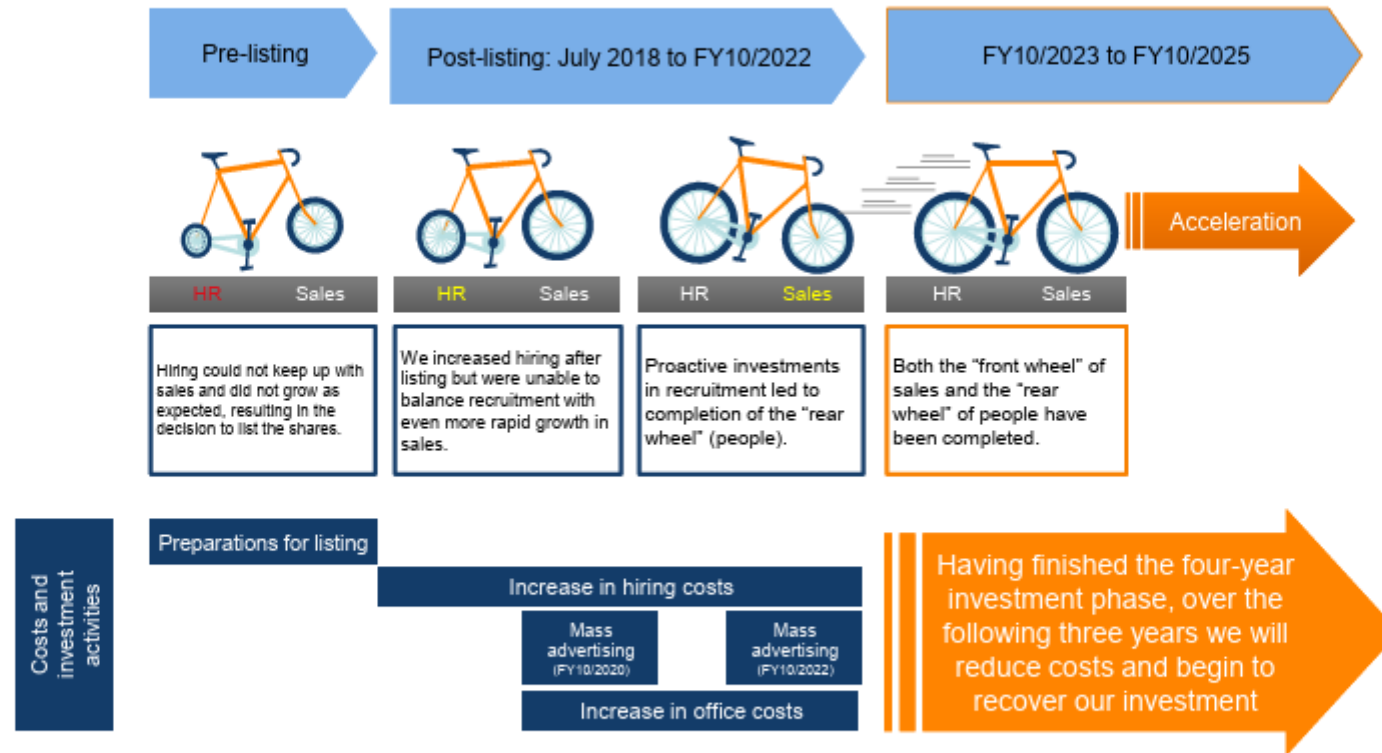 Pre-listing
Post-listing: July 2018 to FY10/2022
FY10/2023 to FY10/2025
Acceleration
HR Sales
HR Sales
HR Sales
HR Sales
Hiring could not keep up with
sales and did not grow as
expected, resulting in the
decision to list the shares.
We increased hiring after
listing but were unable to
balance recruitment with
even more rapid growth in
sales.
Proactive investments
in recruitment led to
completion of the “rear
wheel” (people).
Both the “front wheel” of
sales and the “rear
wheel” of people have
been completed.
Costs and
investment
activities
Preparations for listing
Increase in hiring costs
Mass
advertising
(FY10/2020)
Mass
advertising
(FY10/2022)
Increase in office costs
Having finished the four-year
investment phase, over the
following three years we will
reduce costs and begin to
recover our investment